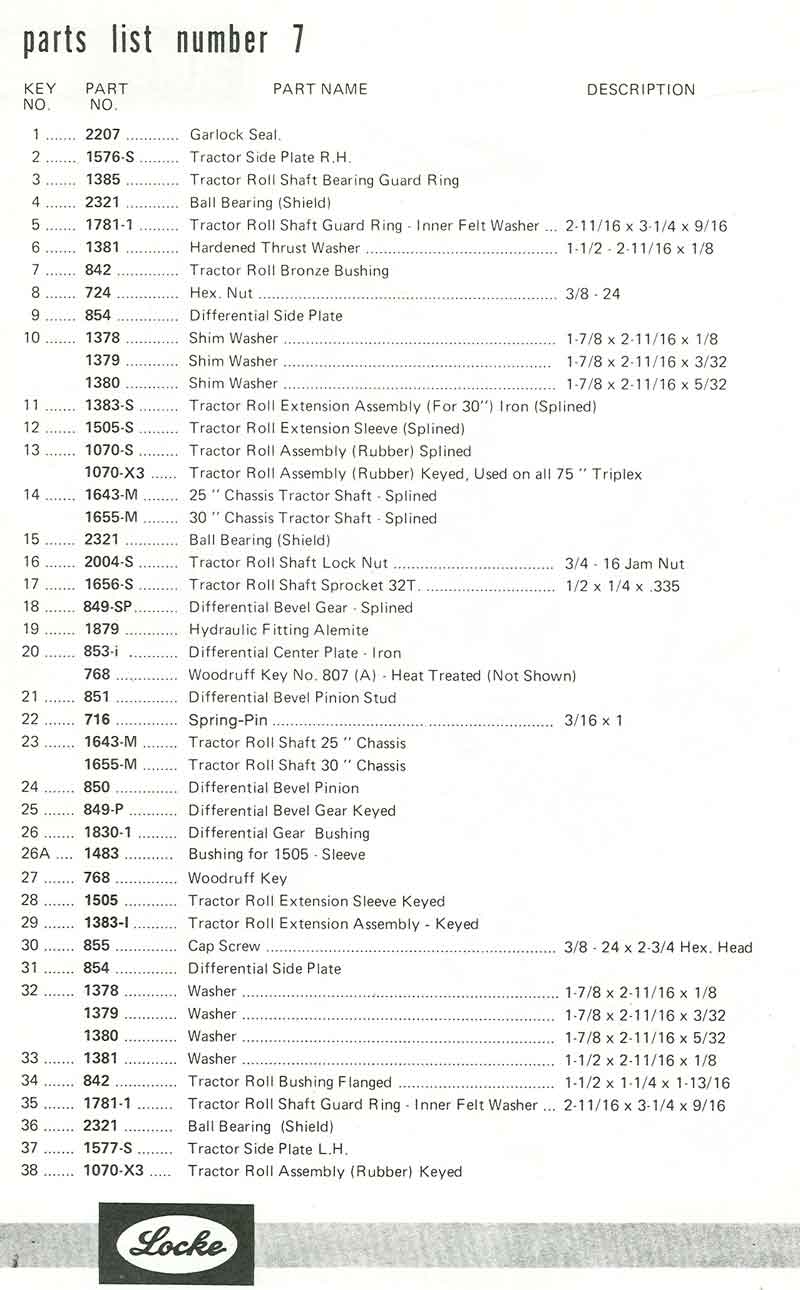 parts list number 7
KEY NO. PART NO. PART NAME DESCRIPTION
1 ....... 2207 ............ Garlock Seal.
2 ....... 1576-S ......... Tractor Side Plate R.H.
3 ....... 1385 ............ Tractor Roll Shaft Bearing Guard Ring
4 ....... 2321 ............ Ball Bearing (Shield)
5 ....... 1781-1 ......... Tractor Roll Shaft Guard Ring - Inner Felt Washer ... 2-11/16 x 3-1/4 x 9/16
6 ....... 1381 ............ Hardened Thrust Washer ............ 1-1/2 - 2-11/16 x 1/8
7 ....... 842 ............. Tractor Roll Bronze Bushing
8 ....... 724 ............. Hex. Nut ............ 3/8 - 24
9 ....... 854 ............. Differential Side Plate
10 ....... 1378 ............ Shim Washer ............ 1-7/8 x 2-11/16 x 1/8
1379 ............ Shim Washer ............ 1-7/8 x 2-11/16 x 3/32
1380 ............ Shim Washer ............ 1-7/8 x 2-11/16 x 5/32
11 ....... 1383-S ......... Tractor Roll Extension Assembly (For 30") Iron (Splined)
12 ....... 1505-S ......... Tractor Roll Extension Sleeve (Splined)
13 ....... 1070-S ......... Tractor Roll Assembly (Rubber) Splined
1070-X3 ...... Tractor Roll Assembly (Rubber) Keyed, Used on all 75 " Triplex
14 ....... 1643-M ........ 25 " Chassis Tractor Shaft - Splined
1655-M ........ 30 " Chassis Tractor Shaft - Splined
15 ....... 2321 ............ Ball Bearing (Shield)
16 ....... 2004-S ......... Tractor Roll Shaft Lock Nut ............ 3/4 - 16 Jam Nut
17 ....... 1656-S ......... Tractor Roll Shaft Sprocket 32T. ............ 1/2 x 1/4 x .335
18 ....... 849-SP.......... Differential Bevel Gear - Splined
19 ....... 1879 ............ Hydraulic Fitting Alemite
20 ....... 853-i ........... Differential Center Plate - Iron
768 ............. Woodruff Key No. 807 (A) - Heat Treated (Not Shown)
21 ....... 851 ............. Differential Bevel Pinion Stud
22 ....... 716 ............. Spring-Pin ............ 3/16 x 1
23 ....... 1643-M ........ Tractor Roll Shaft 25 " Chassis
1655-M ........ Tractor Roll Shaft 30 " Chassis
24 ....... 850 ............. Differential Bevel Pinion
25 ....... 849-P ........... Differential Bevel Gear Keyed
26 ....... 1830-1 ......... Differential Gear Bushing
26A .... 1483 ........... Bushing for 1505 - Sleeve
27 ....... 768 ............. Woodruff Key
28 ....... 1505 ............ Tractor Roll Extension Sleeve Keyed
29 ....... 1383-I .......... Tractor Roll Extension Assembly - Keyed
30 ....... 855 ............. Cap Screw ............ 3/8 - 24 x 2-3/4 Hex. Head
31 ....... 854 ............. Differential Side Plate
32 ....... 1378 ............ Washer ............ 1-7/8 x 2-11/16 x 1/8
1379 ............ Washer ............ 1-7/8 x 2-11/16 x 3/32
1380 ............ Washer ............ 1-7/8 x 2-11/16 x 5/32
33 ....... 1381 ............ Washer ............ 1-1/2 x 2-11/16 x 1/8
34 ....... 842 ............. Tractor Roll Bushing Flanged ............ 1-1/2 x 1-1/4 x 1-13/16
35 ....... 1781-1 ........ Tractor Roll Shaft Guard Ring - Inner Felt Washer ... 2-11/16 x 3-1/4 x 9/16
36 ....... 2321 ............ Ball Bearing (Shield)
37 ....... 1577-S ........ Tractor Side Plate L.H.
38 ....... 1070-X3 ..... Tractor Roll Assembly (Rubber) Keyed
Locke